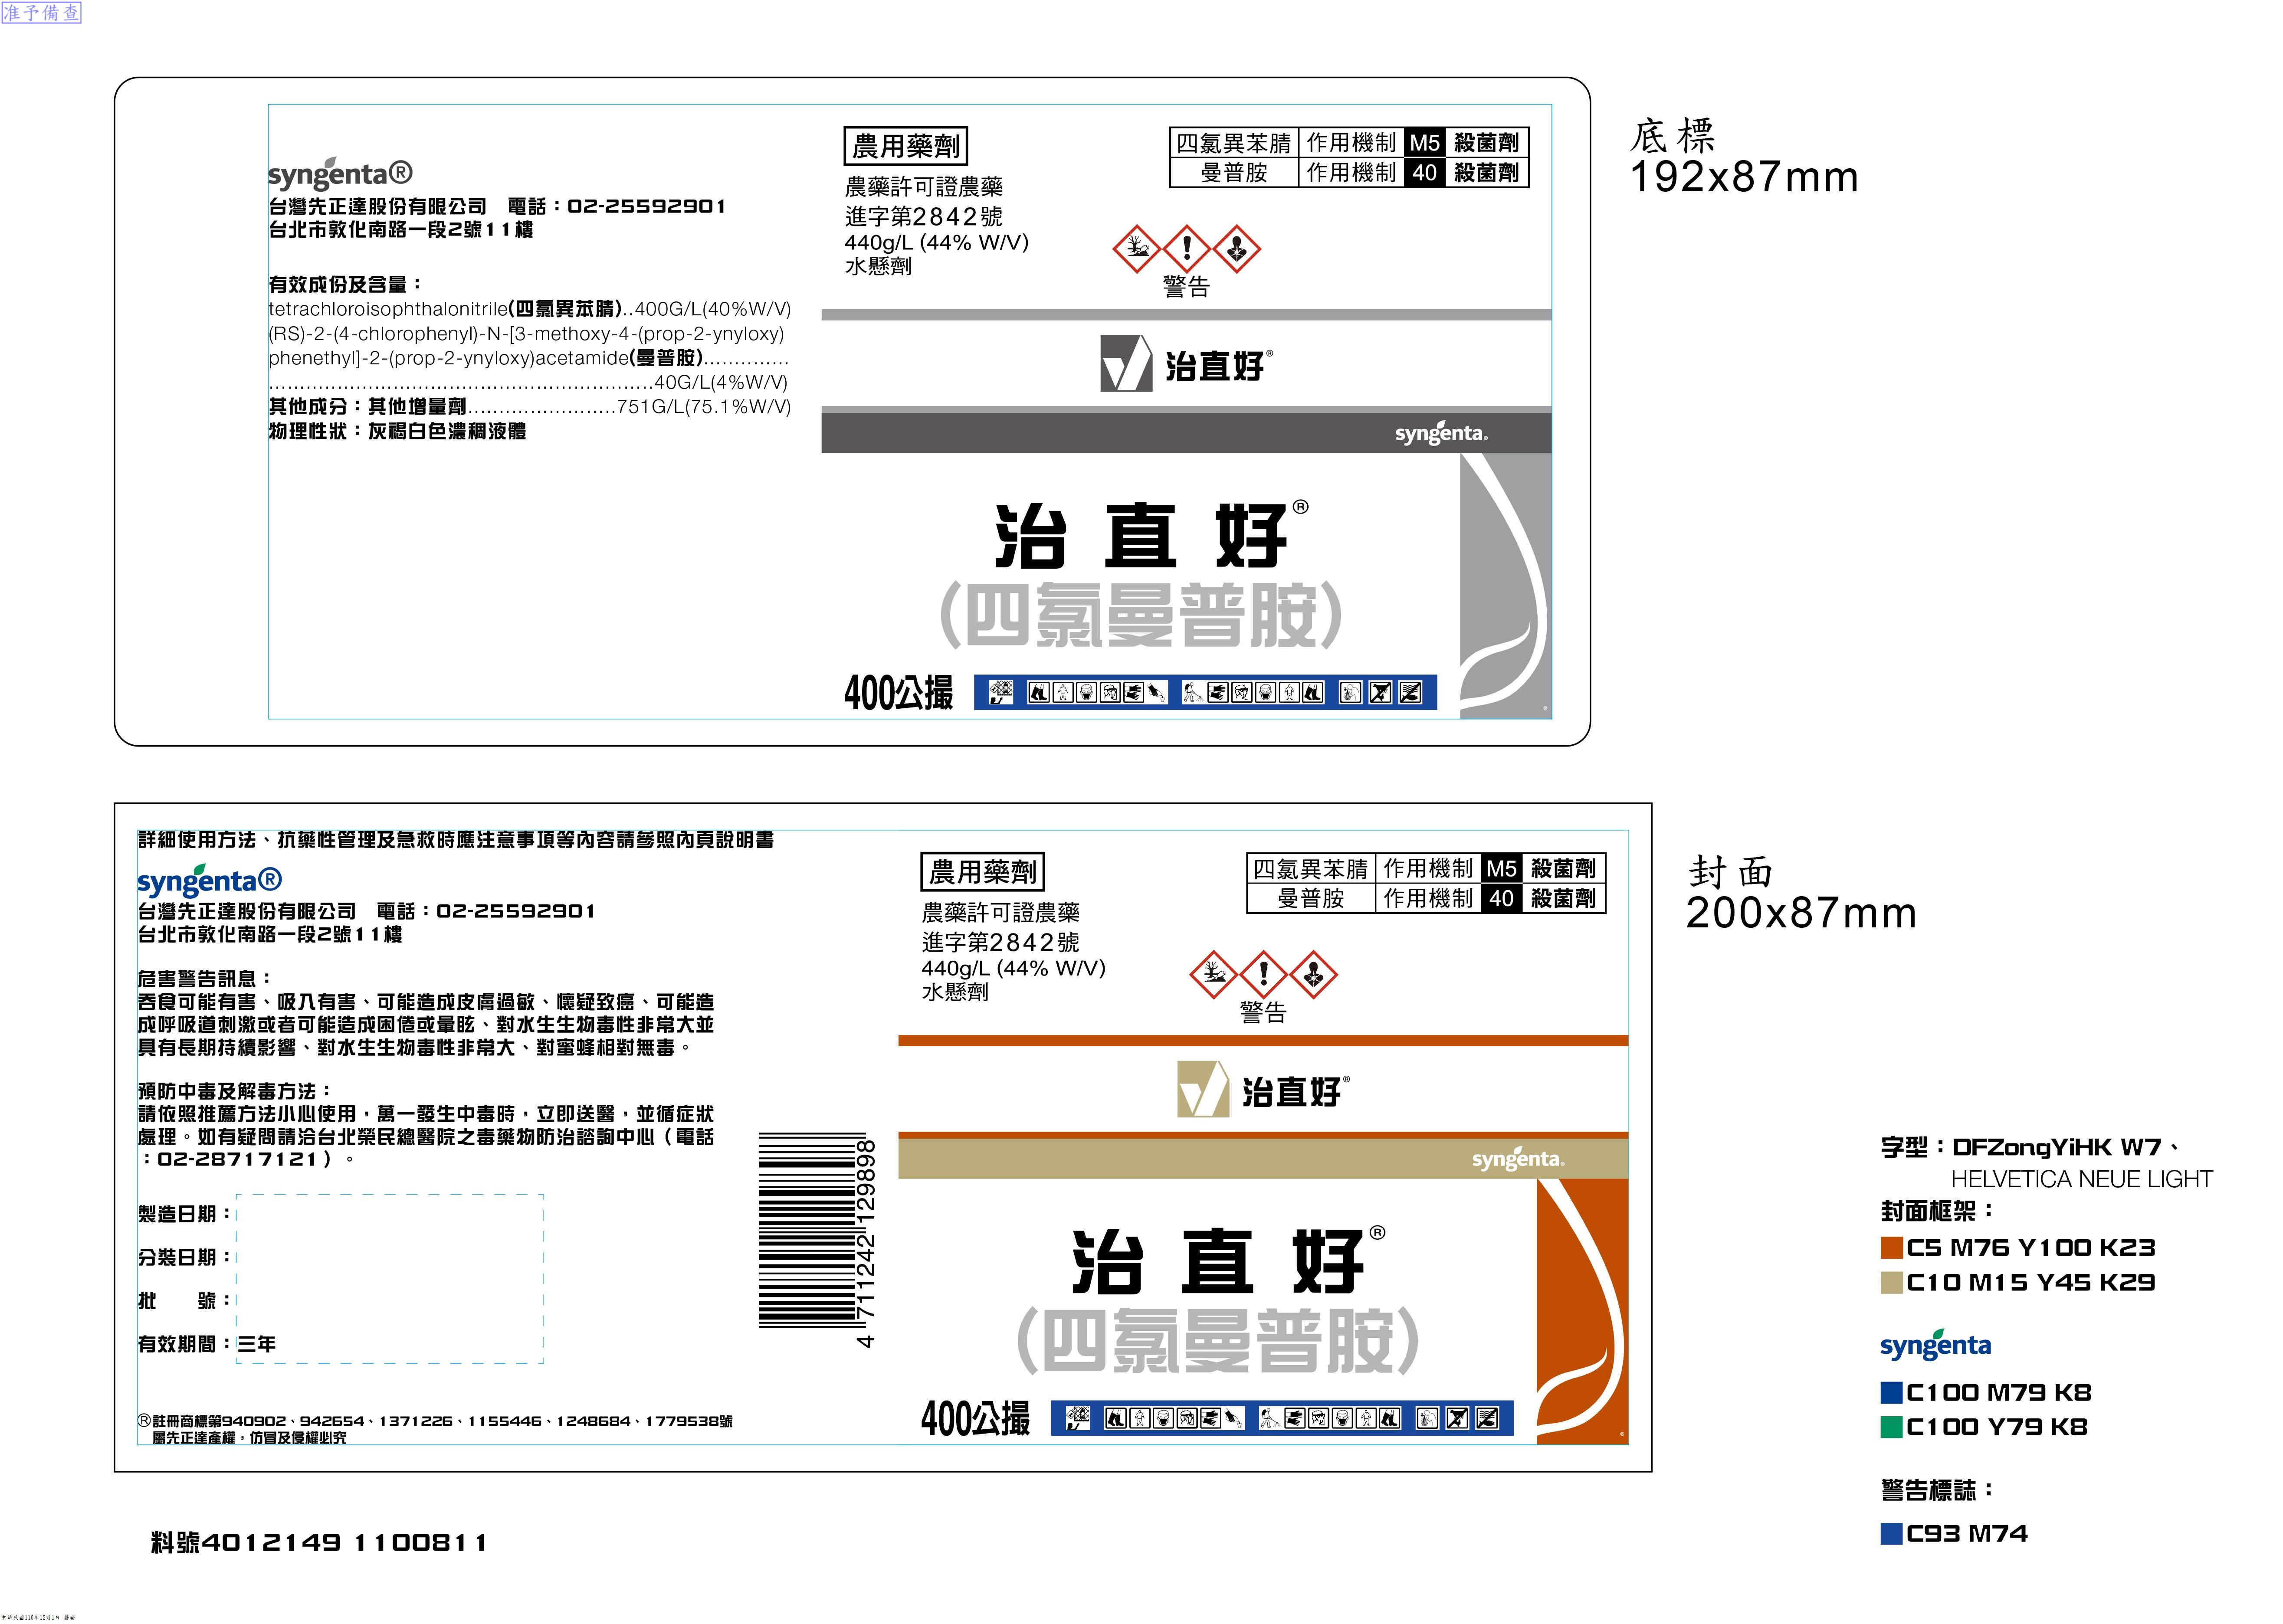 准予備查
syngenta®
台灣先正達股份有限公司　電話：02-25592901
台北市敦化南路一段2號11樓
有效成份及含量：
tetrachloroisophthalonitrile(四氯異苯腈)..400G/L(40%W/V)
(RS)-2-(4-chlorophenyl)-N-[3-methoxy-4-(prop-2-ynyloxy)
phenethyl]-2-(prop-2-ynyloxy)acetamide(曼普胺)..............
..............................................................40G/L(4%W/V)
其他成分：其他增量劑........................751G/L(75.1%W/V)
物理性狀：灰褐白色濃稠液體
農用藥劑
農藥許可證農藥
進字第2842號
440g/L (44% W/V)
水懸劑
四氯異苯腈 作用機制 M5 殺菌劑
曼普胺 作用機制 40 殺菌劑
警告
治直好®
syngenta®
治直好®
(四氯曼普胺)
400公撮
底標
192x87mm
詳細使用方法、抗藥性管理及急救時應注意事項等內容請參照內頁說明書
syngenta®
台灣先正達股份有限公司　電話：02-25592901
台北市敦化南路一段2號11樓
危害警告訊息：
吞食可能有害、吸入有害、可能造成皮膚過敏、懷疑致癌、可能造
成呼吸道刺激或者可能造成困倦或暈眩、對水生生物毒性非常大並
具有長期持續影響、對水生生物毒性非常大、對蜜蜂相對無毒。
預防中毒及解毒方法：
請依照推薦方法小心使用，萬一發生中毒時，立即送醫，並循症狀
處理。如有疑問請洽台北榮民總醫院之毒藥物防治諮詢中心（電話
：02-28717121）。
製造日期：
分裝日期：
批　　號：
有效期間：三年
®註冊商標第940902、942654、1371226、1155446、1248684、1779538號
屬先正達產權，仿冒及侵權必究
4 711242 129898
農用藥劑
農藥許可證農藥
進字第2842號
440g/L (44% W/V)
水懸劑
四氯異苯腈 作用機制 M5 殺菌劑
曼普胺 作用機制 40 殺菌劑
警告
治直好®
syngenta®
治直好®
(四氯曼普胺)
400公撮
封面
200x87mm
字型：DFZongYiHK W7、
HELVETICA NEUE LIGHT
封面框架：
C5 M76 Y100 K23
C10 M15 Y45 K29
syngenta
C100 M79 K8
C100 Y79 K8
警告標誌：
C93 M74
料號4012149 1100811
中華民國110年12月1日